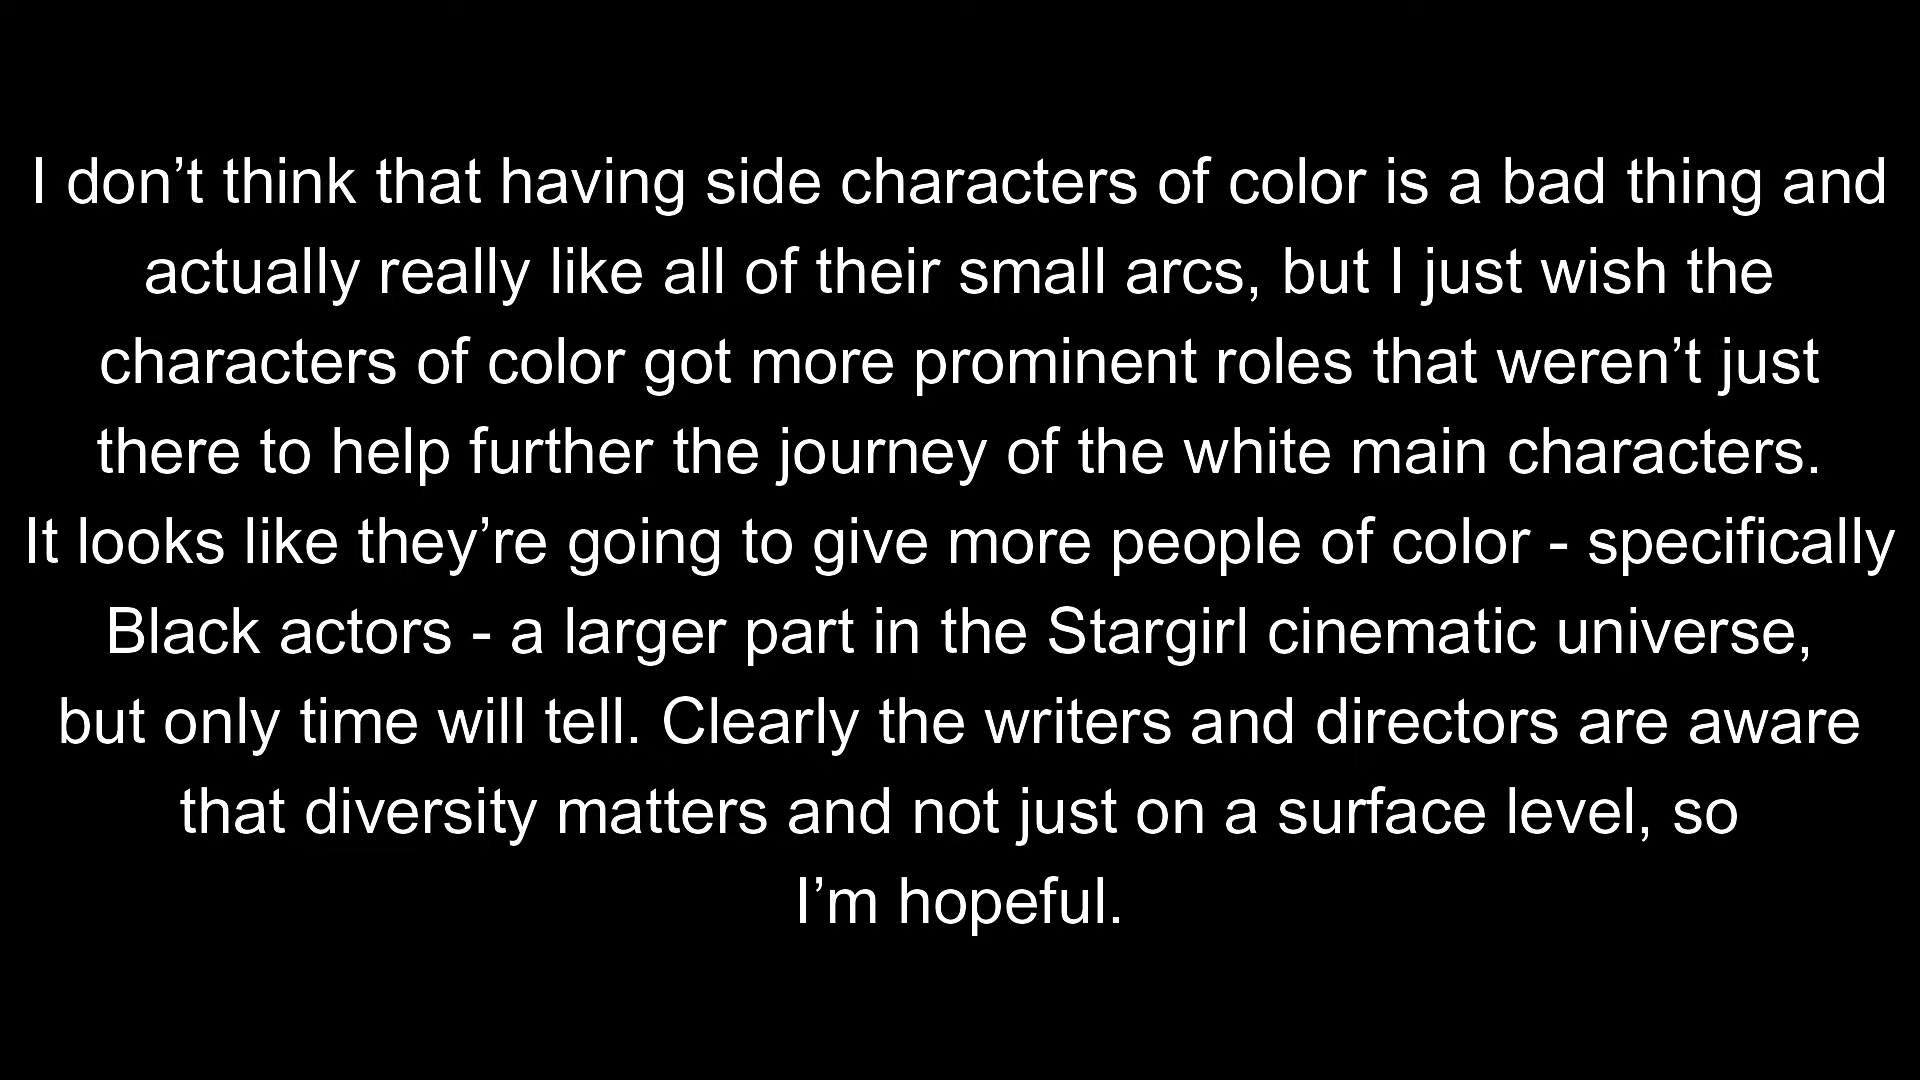 I don’t think that having side characters of color is a bad thing and
actually really like all of their small arcs, but I just wish the
characters of color got more prominent roles that weren’t just
there to help further the journey of the white main characters.
It looks like they’re going to give more people of color - specifically
Black actors - a larger part in the Stargirl cinematic universe,
but only time will tell. Clearly the writers and directors are aware
that diversity matters and not just on a surface level, so
I’m hopeful.